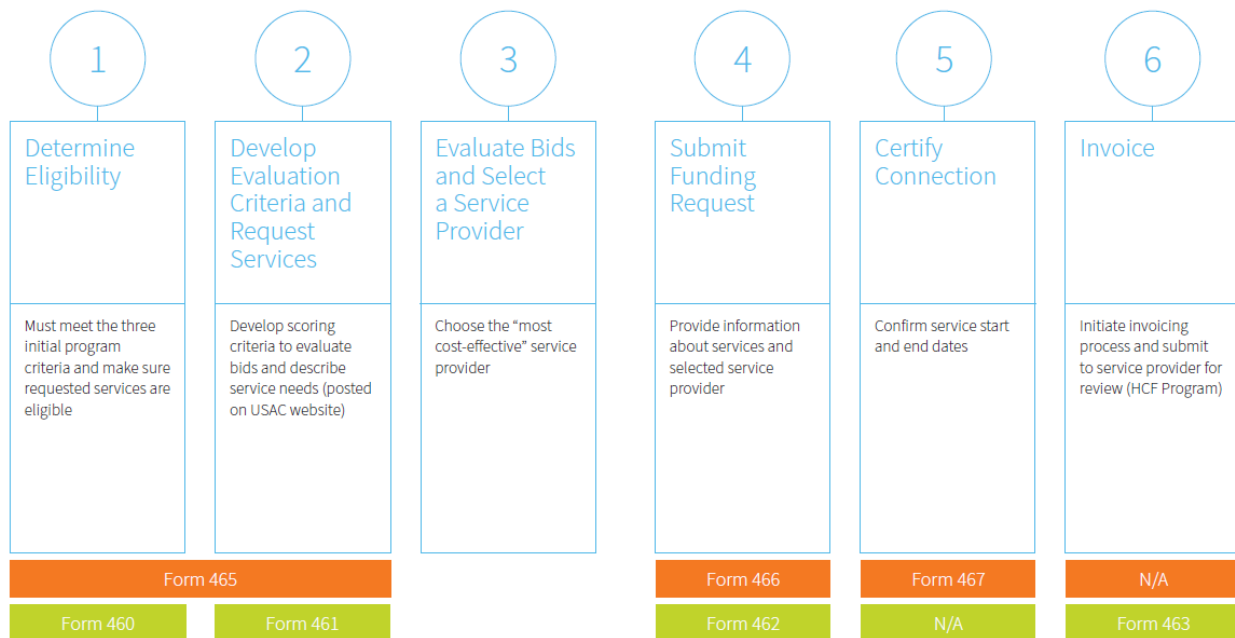 1
2
3
4
5
6
Determine
Eligibility
Develop
Evaluation
Criteria and
Request
Services
Evaluate Bids
and Select
a Service
Provider
Submit
Funding
Request
Certify
Connection
Invoice
Must meet the three
initial program
criteria and make sure
requested services are
eligible
Develop scoring
criteria to evaluate
bids and describe
service needs (posted
on USAC website)
Choose the “most
cost-effective” service
provider
Provide information
about services and
selected service
provider
Confirm service start
and end dates
Initiate invoicing
process and submit
to service provider for
review (HCF Program)
Form 465
Form 466
Form 467
N/A
Form 460
Form 461
Form 462
N/A
Form 463